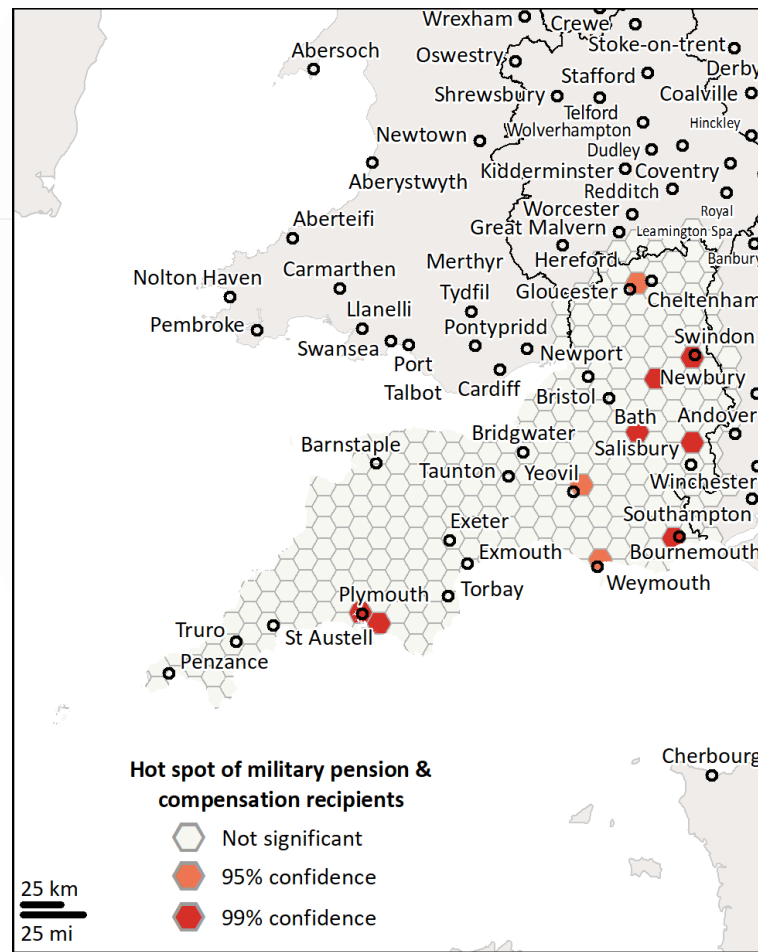 Wrexham
Crewe
Abersoch
Oswestry
Stoke-on-trent
Stafford
Derby
Shrewsbury
Coalville
Telford
Newtown
Wolverhampton
Hinckley
Dudley
Kidderminster
Coventry
Aberystwyth
Redditch
Worcester
Royal
Leamington Spa
Aberteifi
Great Malvern
Merthyr
Tydfil
Hereford
Banbury
Carmarthen
Nolton Haven
Gloucester
Cheltenham
Llanelli
Pembroke
Pontypridd
Swansea
Newport
Swindon
Port
Talbot
Cardiff
Newbury
Bristol
Bath
Andover
Barnstaple
Bridgwater
Salisbury
Taunton
Yeovil
Winchester
Southampton
Exeter
Exmouth
Bournemouth
Weymouth
Plymouth
Torbay
Truro
St Austell
Penzance
Cherbourg
Hot spot of military pension &
compensation recipients
Not significant
95% confidence
99% confidence
25 km
25 mi